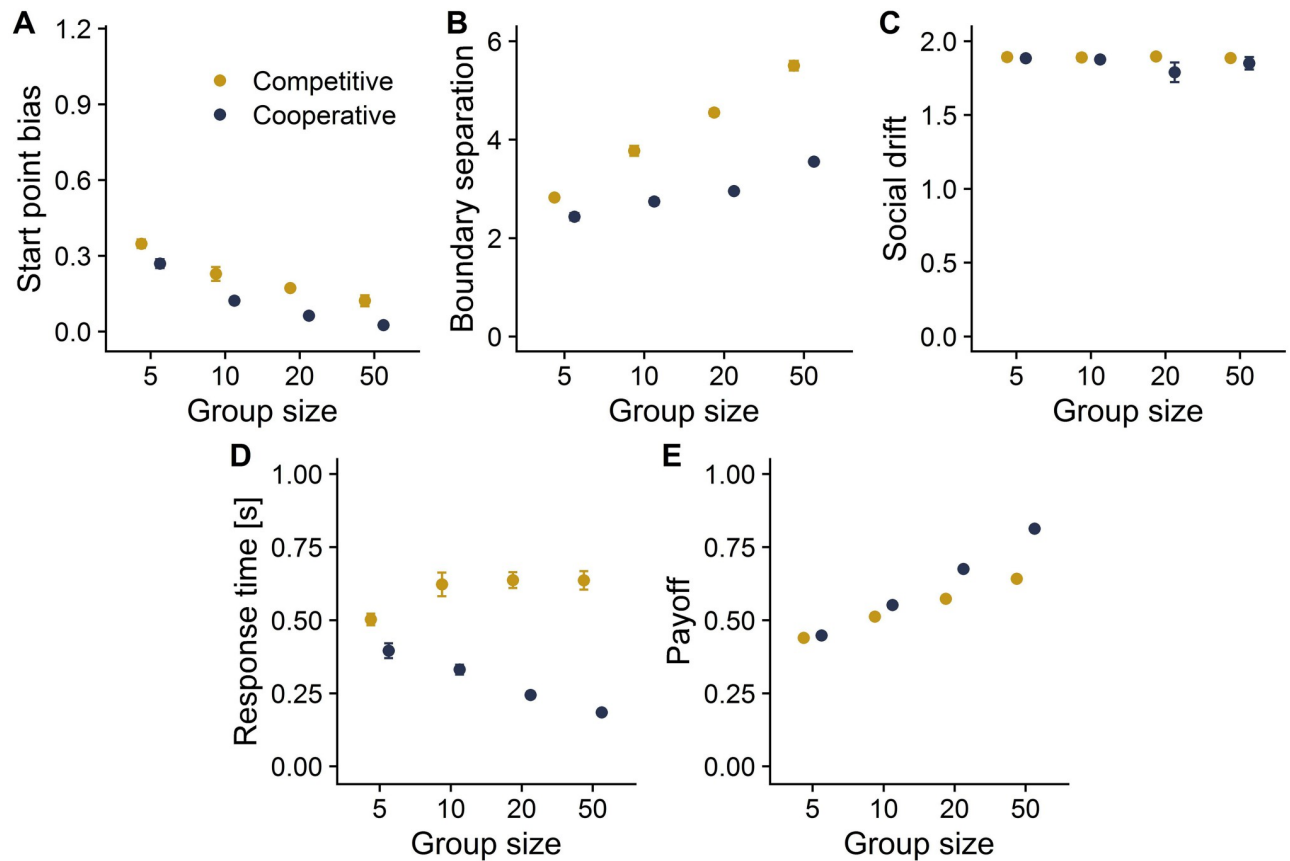 A
Start point bias
1.2
0.9
0.6
0.3
0.0
Competitive
Cooperative
5 10 20 50
Group size
B
Boundary separation
6
4
2
0
5 10 20 50
Group size
C
Social drift
2.0
1.5
1.0
0.5
0.0
5 10 20 50
Group size
D
Response time [s]
1.00
0.75
0.50
0.25
0.00
5 10 20 50
Group size
E
Payoff
1.00
0.75
0.50
0.25
0.00
5 10 20 50
Group size